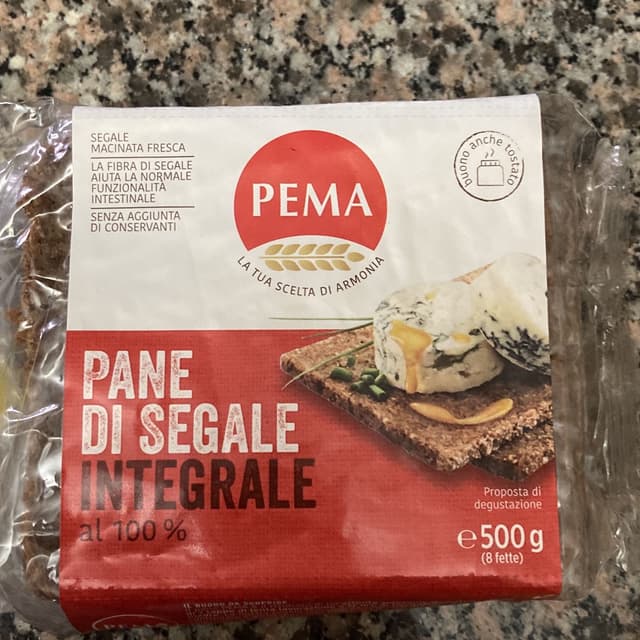 SEGALE
MACINATA FRESCA
LA FIBRA DI SEGALE
AIUTA LA NORMALE
FUNZIONALITÀ
INTESTINALE
SENZA AGGIUNTA
DI CONSERVANTI
PEMA
LA TUA SCELTA DI ARMONIA
buono anche tostato
PANE
DI SEGALE
INTEGRALE
al 100 %
Proposta di
degustazione
e 500 g
(8 fette)